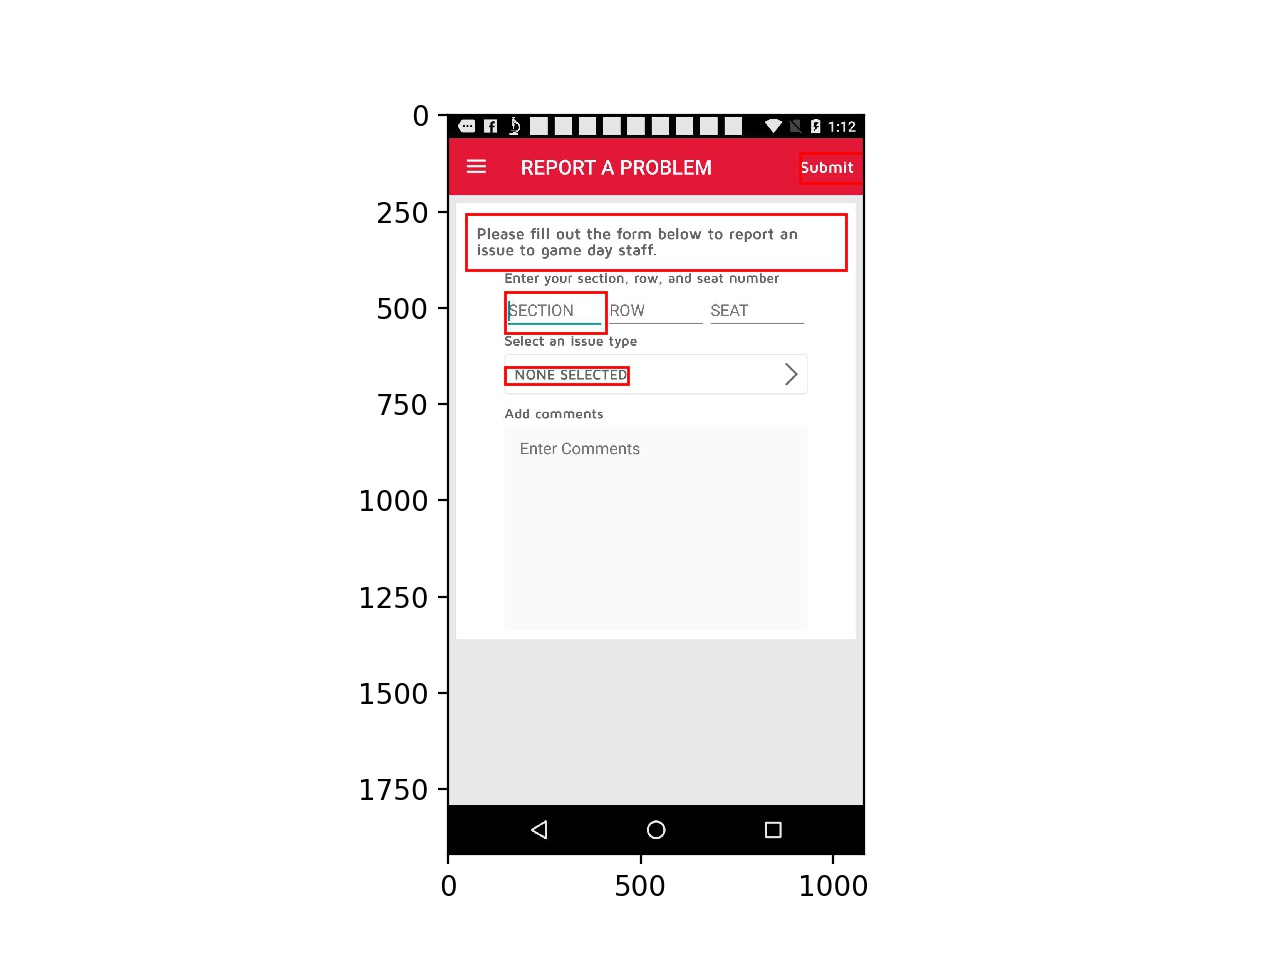 0
250
500
750
1000
1250
1500
1750
0 500 1000
1:12
REPORT A PROBLEM Submit
Please fill out the form below to report an
issue to game day staff.
Enter your section, row, and seat number
SECTION ROW SEAT
Select an issue type
NONE SELECTED
Add comments
Enter Comments